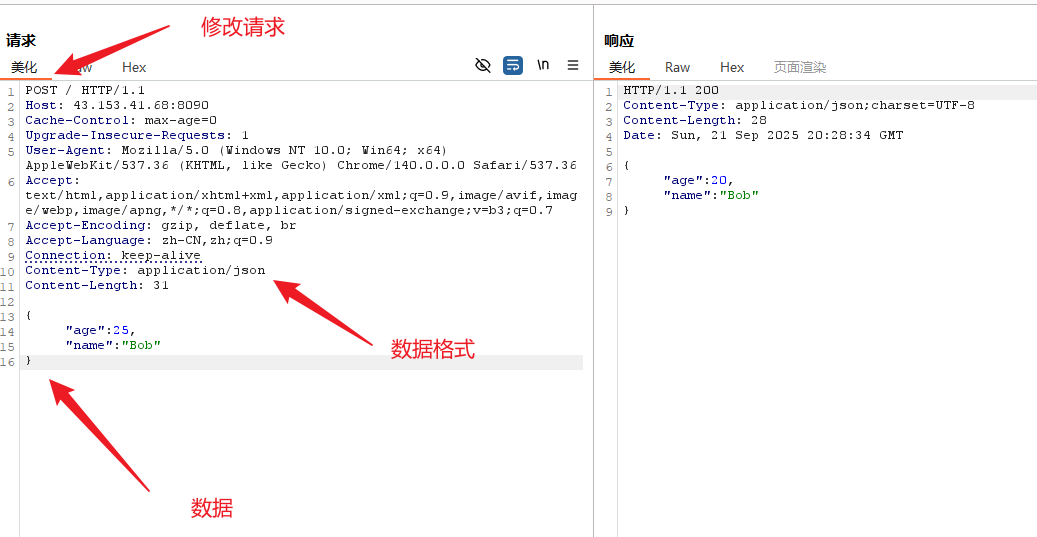 修改请求
请求
美化 Raw Hex \n
1 POST / HTTP/1.1
2 Host: 43.153.41.68:8090
3 Cache-Control: max-age=0
4 Upgrade-Insecure-Requests: 1
5 User-Agent: Mozilla/5.0 (Windows NT 10.0; Win64; x64)
AppleWebKit/537.36 (KHTML, like Gecko) Chrome/140.0.0.0 Safari/537.36
6 Accept:
text/html,application/xhtml+xml,application/xml;q=0.9,image/avif,imag
e/webp,image/apng,*/*;q=0.8,application/signed-exchange;v=b3;q=0.7
7 Accept-Encoding: gzip, deflate, br
8 Accept-Language: zh-CN,zh;q=0.9
9 Connection: keep-alive
10 Content-Type: application/json
11 Content-Length: 31
12
13 {
14 "age":25,
15 "name":"Bob"
16 }
数据格式
数据
响应
美化 Raw Hex 页面渲染
1 HTTP/1.1 200
2 Content-Type: application/json;charset=UTF-8
3 Content-Length: 28
4 Date: Sun, 21 Sep 2025 20:28:34 GMT
5
6 {
7 "age":20,
8 "name":"Bob"
9 }